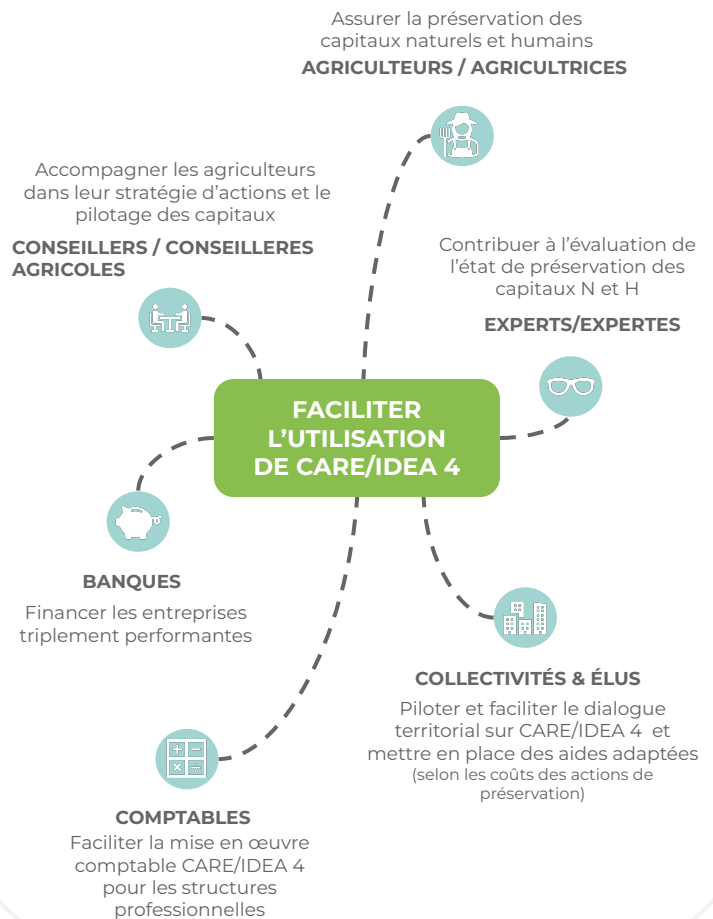 Assurer la préservation des
capitaux naturels et humains
AGRICULTEURS / AGRICULTRICES
Accompagner les agriculteurs
dans leur stratégie d’actions et le
pilotage des capitaux
CONSEILLERS / CONSEILLERES
AGRICOLES
Contribuer à l’évaluation de
l’état de préservation des
capitaux N et H
EXPERTS/EXPERTES
FACILITER
L’UTILISATION
DE CARE/IDEA 4
BANQUES
Financer les entreprises
triplement performantes
COLLECTIVITÉS & ÉLUS
Piloter et faciliter le dialogue
territorial sur CARE/IDEA 4 et
mettre en place des aides adaptées
(selon les coûts des actions de
préservation)
COMPTABLES
Faciliter la mise en œuvre
comptable CARE/IDEA 4
pour les structures
professionnelles